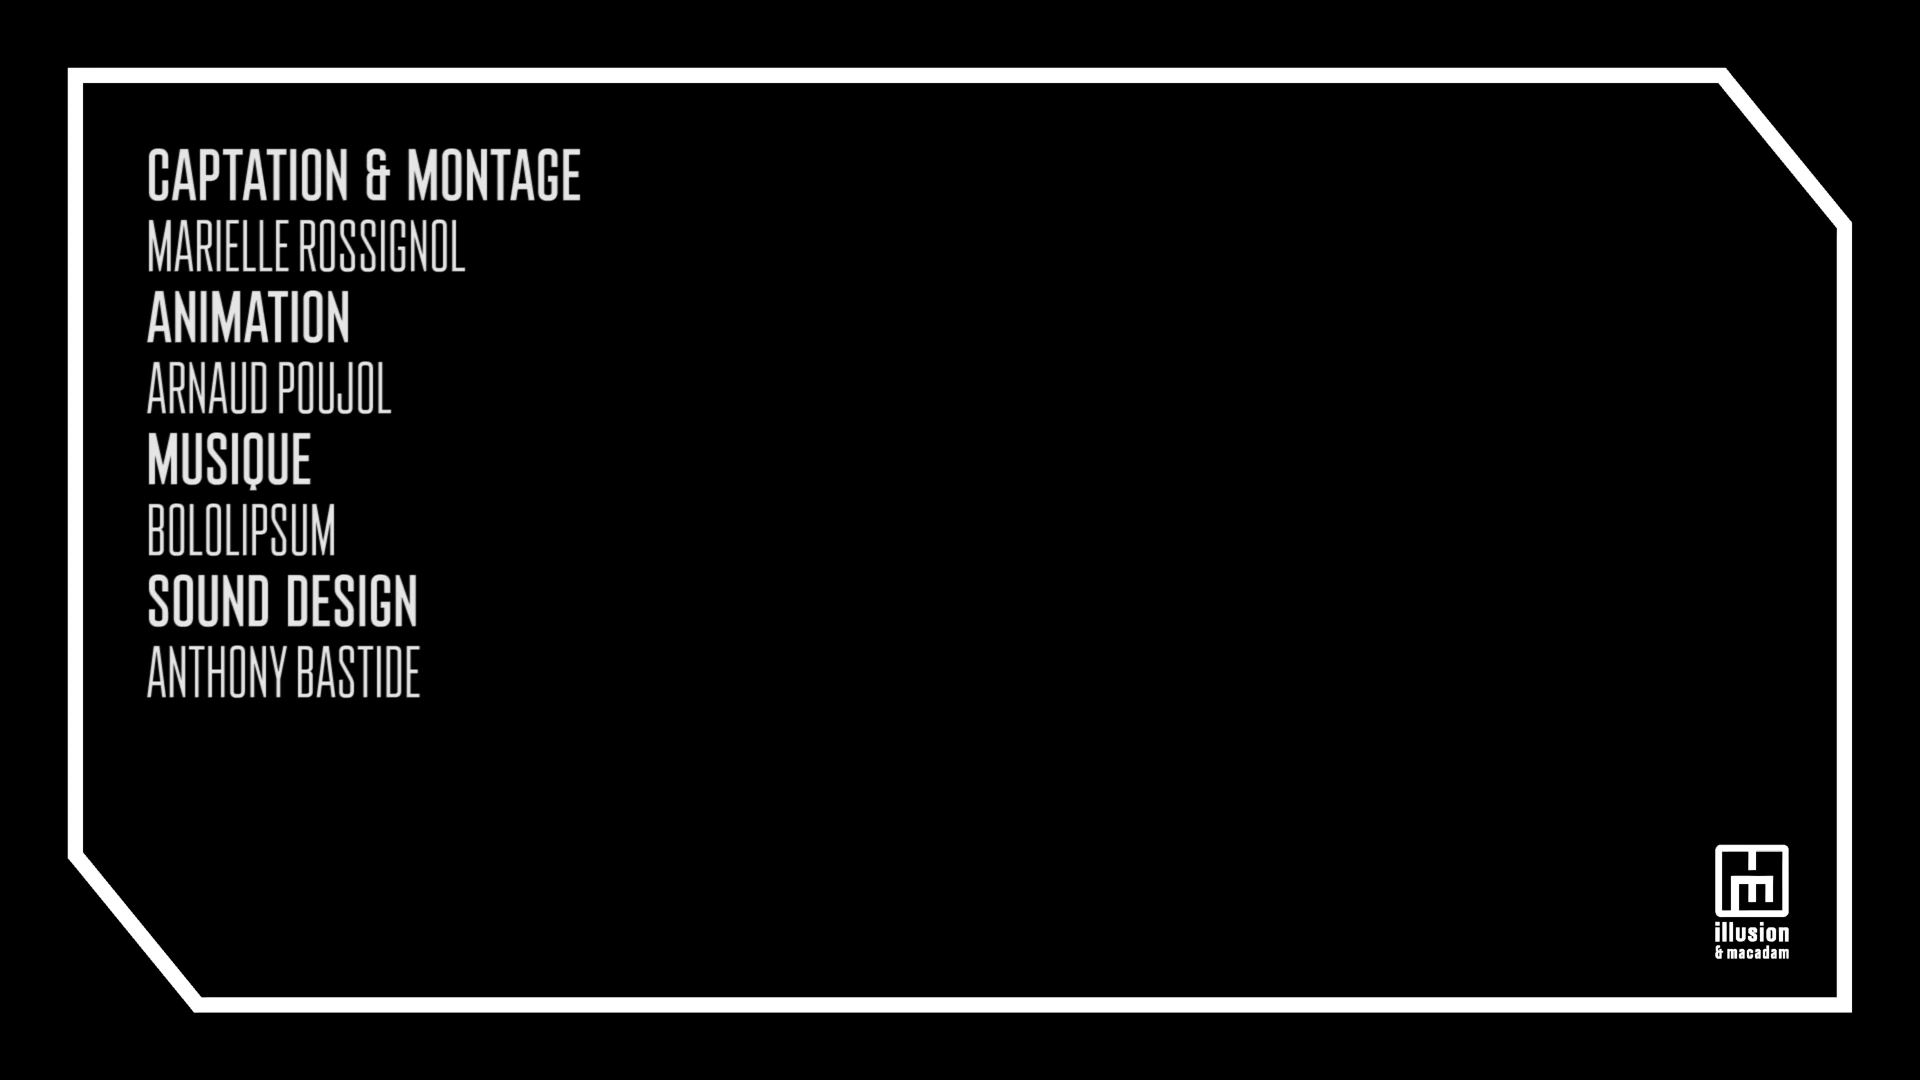 CAPTATION & MONTAGE
MARIELLE ROSSIGNOL
ANIMATION
ARNAUD POUJOL
MUSIQUE
BOLOLIPSUM
SOUND DESIGN
ANTHONY BASTIDE
illusion
& macadam